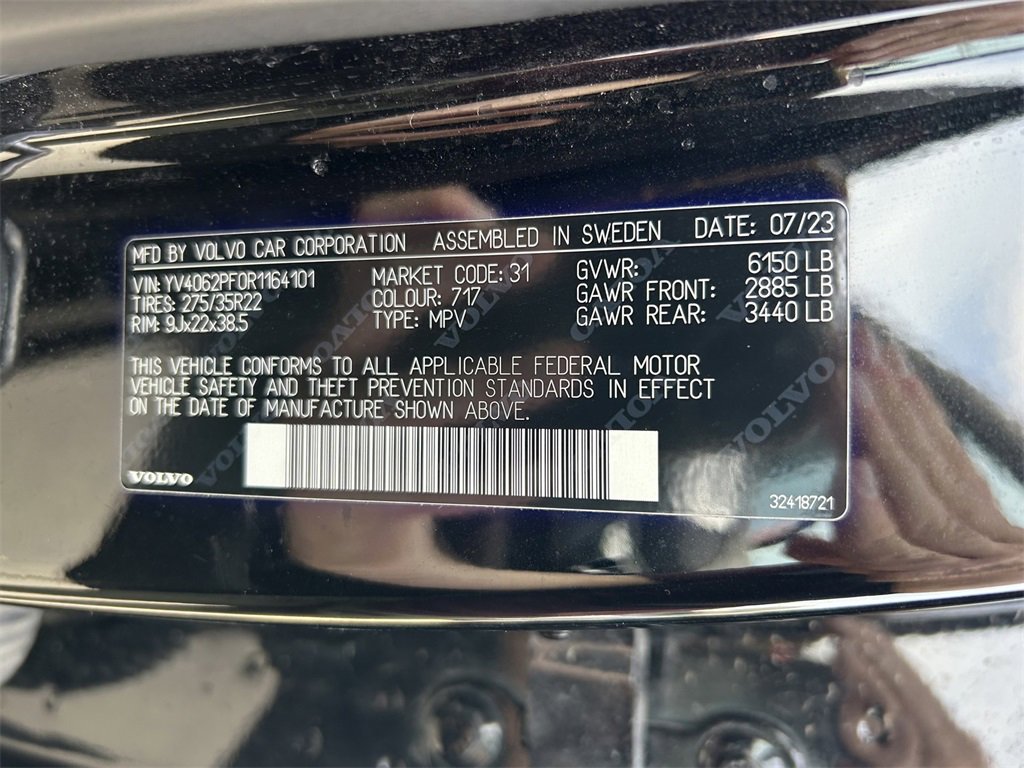 MFD BY VOLVO CAR CORPORATION ASSEMBLED IN SWEDEN DATE: 07/23
VIN: YV4062PF0R1164101 MARKET CODE: 31 GVWR: 6150 LB
TIRES: 275/35R22 COLOUR: 717 GAWR FRONT: 2885 LB
RIM: 9Jx22x38.5 TYPE: MPV GAWR REAR: 3440 LB
THIS VEHICLE CONFORMS TO ALL APPLICABLE FEDERAL MOTOR
VEHICLE SAFETY AND THEFT PREVENTION STANDARDS IN EFFECT
ON THE DATE OF MANUFACTURE SHOWN ABOVE.
VOLVO
32418721